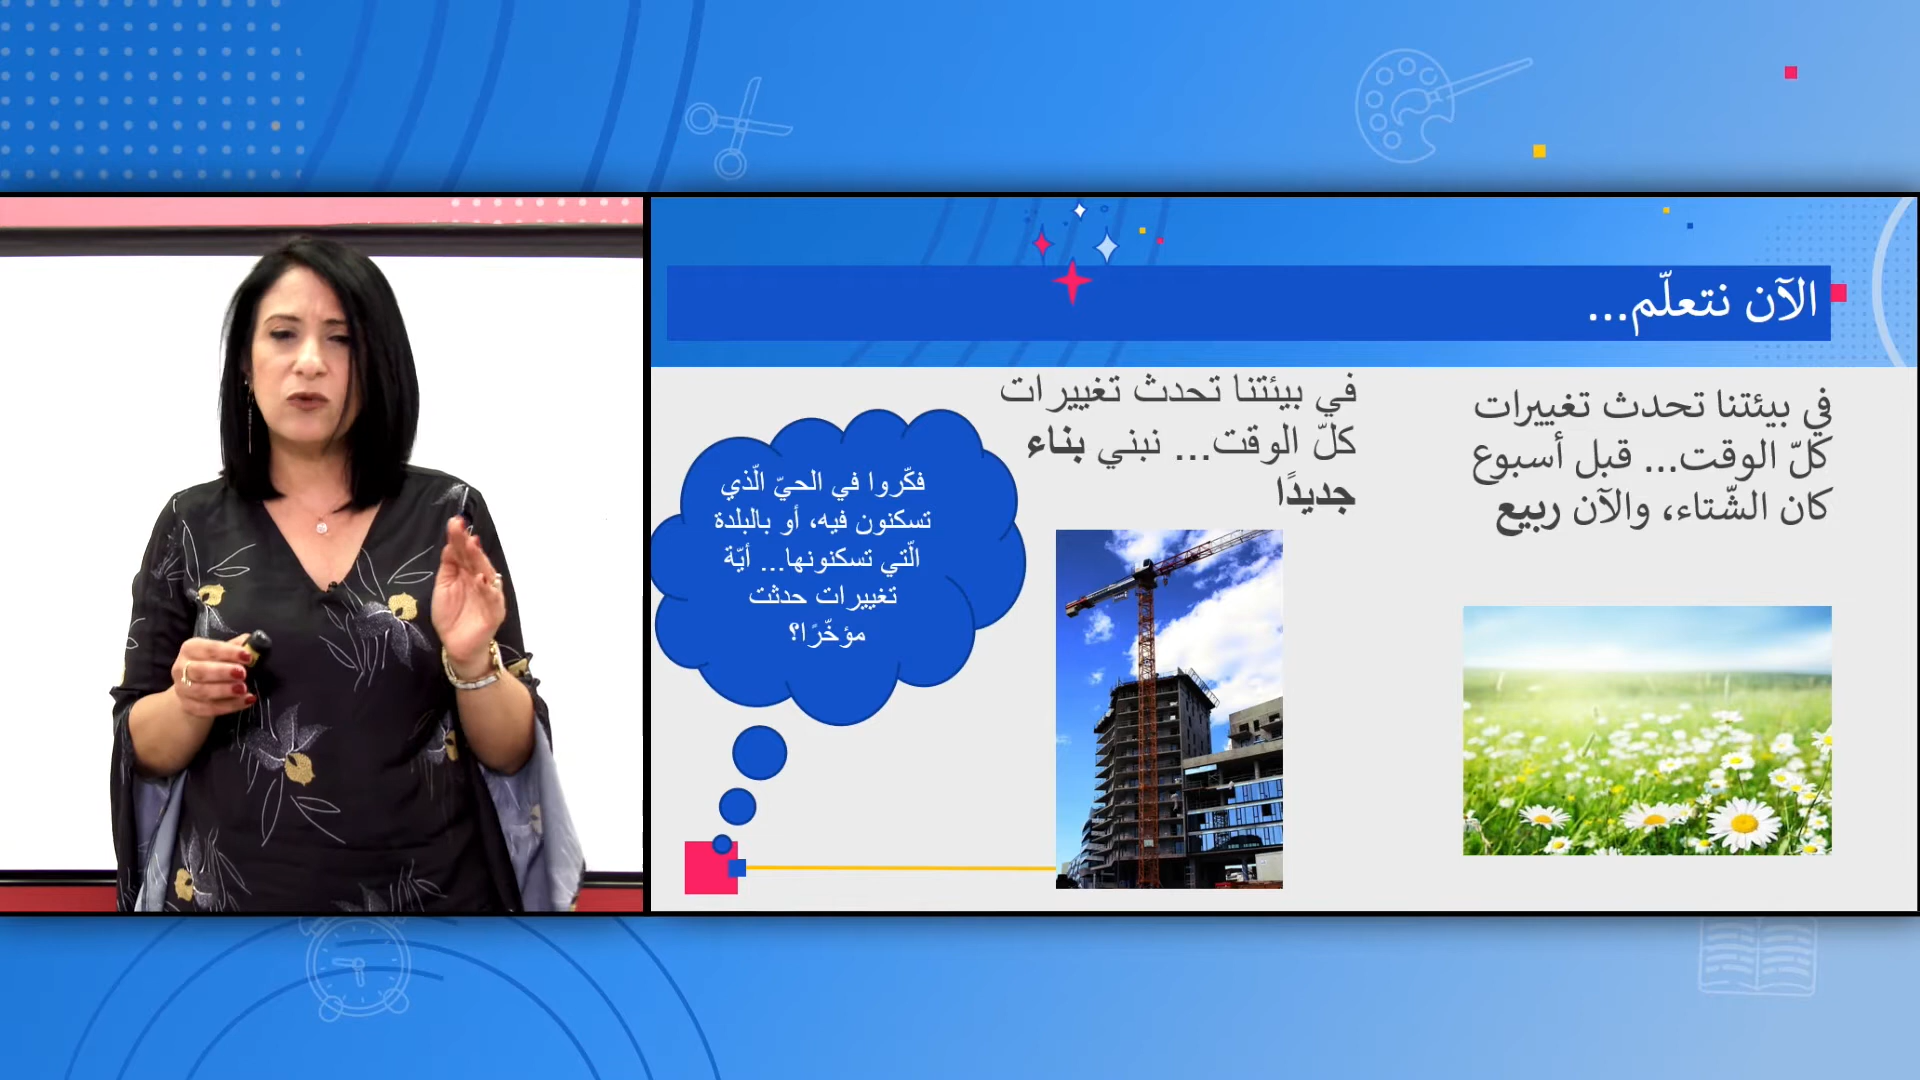 الآن نتعلّم...
في بيئتنا تحدث تغييرات
كلّ الوقت... قبل أسبوع
كان الشّتاء، والآن ربيع
في بيئتنا تحدث تغييرات
كلّ الوقت... نبني بناء
جديدًا
فكّروا في الحيّ الّذي
تسكنون فيه، أو بالبلدة
الّتي تسكنونها... أيّة
تغييرات حدثت
مؤخّرًا؟